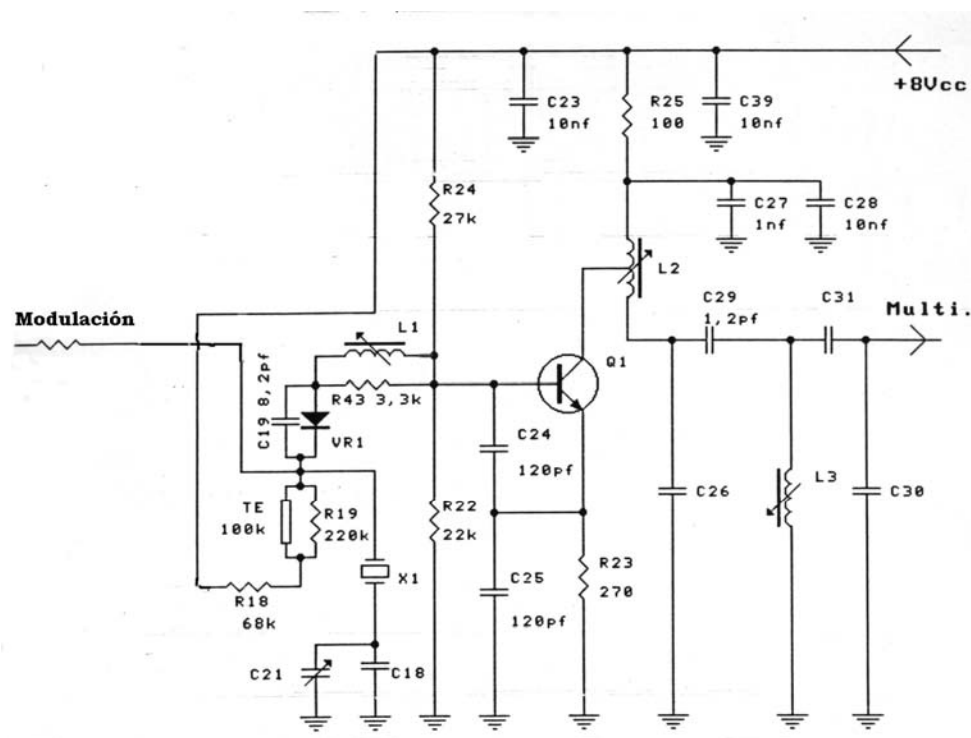 +8Vcc
C23
10nf
R25
100
C39
10nf
R24
27k
C27
1nf
C28
10nf
L2
Modulación
L1
C29
1,2pf
C31
Multi.
C19 8,2pf
R43 3,3k
VR1
Q1
C24
120pf
TE
100k
R19
220k
R22
22k
C26
L3
C30
X1
C25
120pf
R23
270
R18
68k
C21
C18